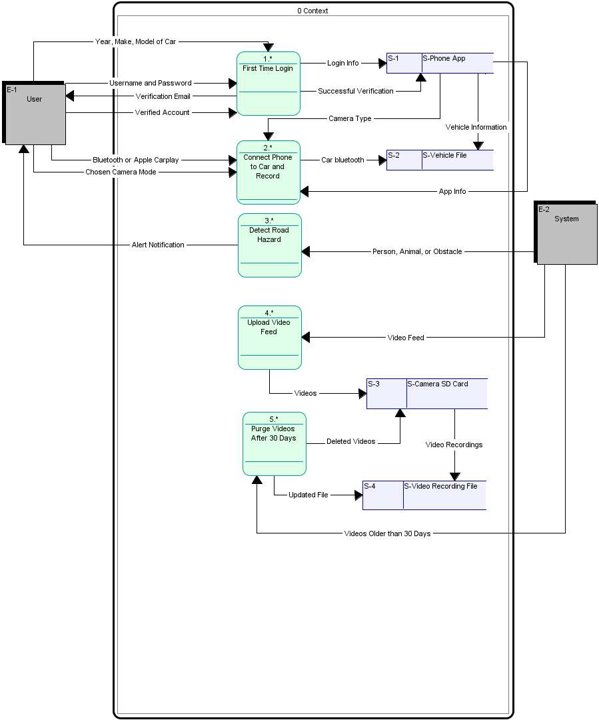 0 Context
Year, Make, Model of Car
1.*
First Time Login
Login Info
S-1
S-Phone App
E-1
User
Username and Password
Verification Email
Successful Verification
Verified Account
Camera Type
Vehicle Information
2.*
Connect Phone
to Car and
Record
Bluetooth or Apple Carplay
Chosen Camera Mode
Car bluetooth
S-2
S-Vehicle File
App Info
E-2
System
3.*
Detect Road
Hazard
Alert Notification
Person, Animal, or Obstacle
4.*
Upload Video
Feed
Video Feed
Videos
S-3
S-Camera SD Card
5.*
Purge Videos
After 30 Days
Deleted Videos
Video Recordings
Updated File
S-4
S-Video Recording File
Videos Older than 30 Days